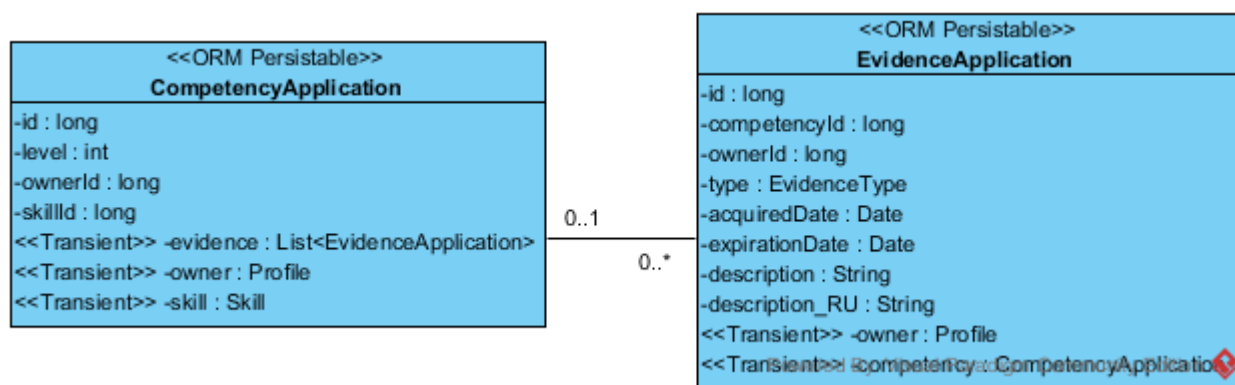 <<ORM Persistable>>
CompetencyApplication
-id : long
-level : int
-ownerId : long
-skillId : long
<<Transient>> -evidence : List<EvidenceApplication>
<<Transient>> -owner : Profile
<<Transient>> -skill : Skill
0..1
0..*
<<ORM Persistable>>
EvidenceApplication
-id : long
-competencyId : long
-ownerId : long
-type : EvidenceType
-acquiredDate : Date
-expirationDate : Date
-description : String
-description_RU : String
<<Transient>> -owner : Profile
<<Transient>> -competency : CompetencyApplication